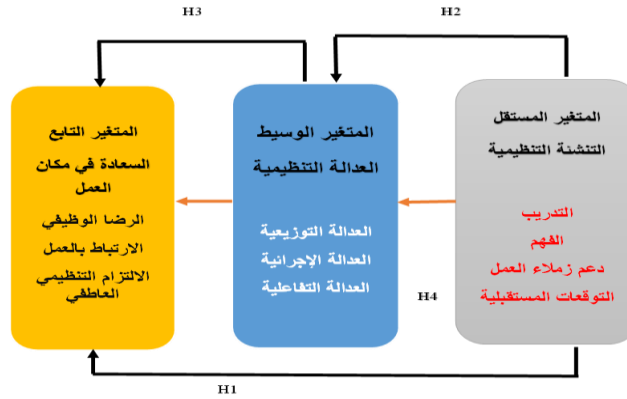 H3
H2
المتغير المستقل
التنشئة التنظيمية
التدريب
الفهم
دعم زملاء العمل
التوقعات المستقبلية
المتغير الوسيط
العدالة التنظيمية
العدالة التوزيعية
العدالة الإجرائية
العدالة التفاعلية
المتغير التابع
السعادة في مكان
العمل
الرضا الوظيفي
الارتباط بالعمل
الالتزام التنظيمي
العاطفي
H4
H1